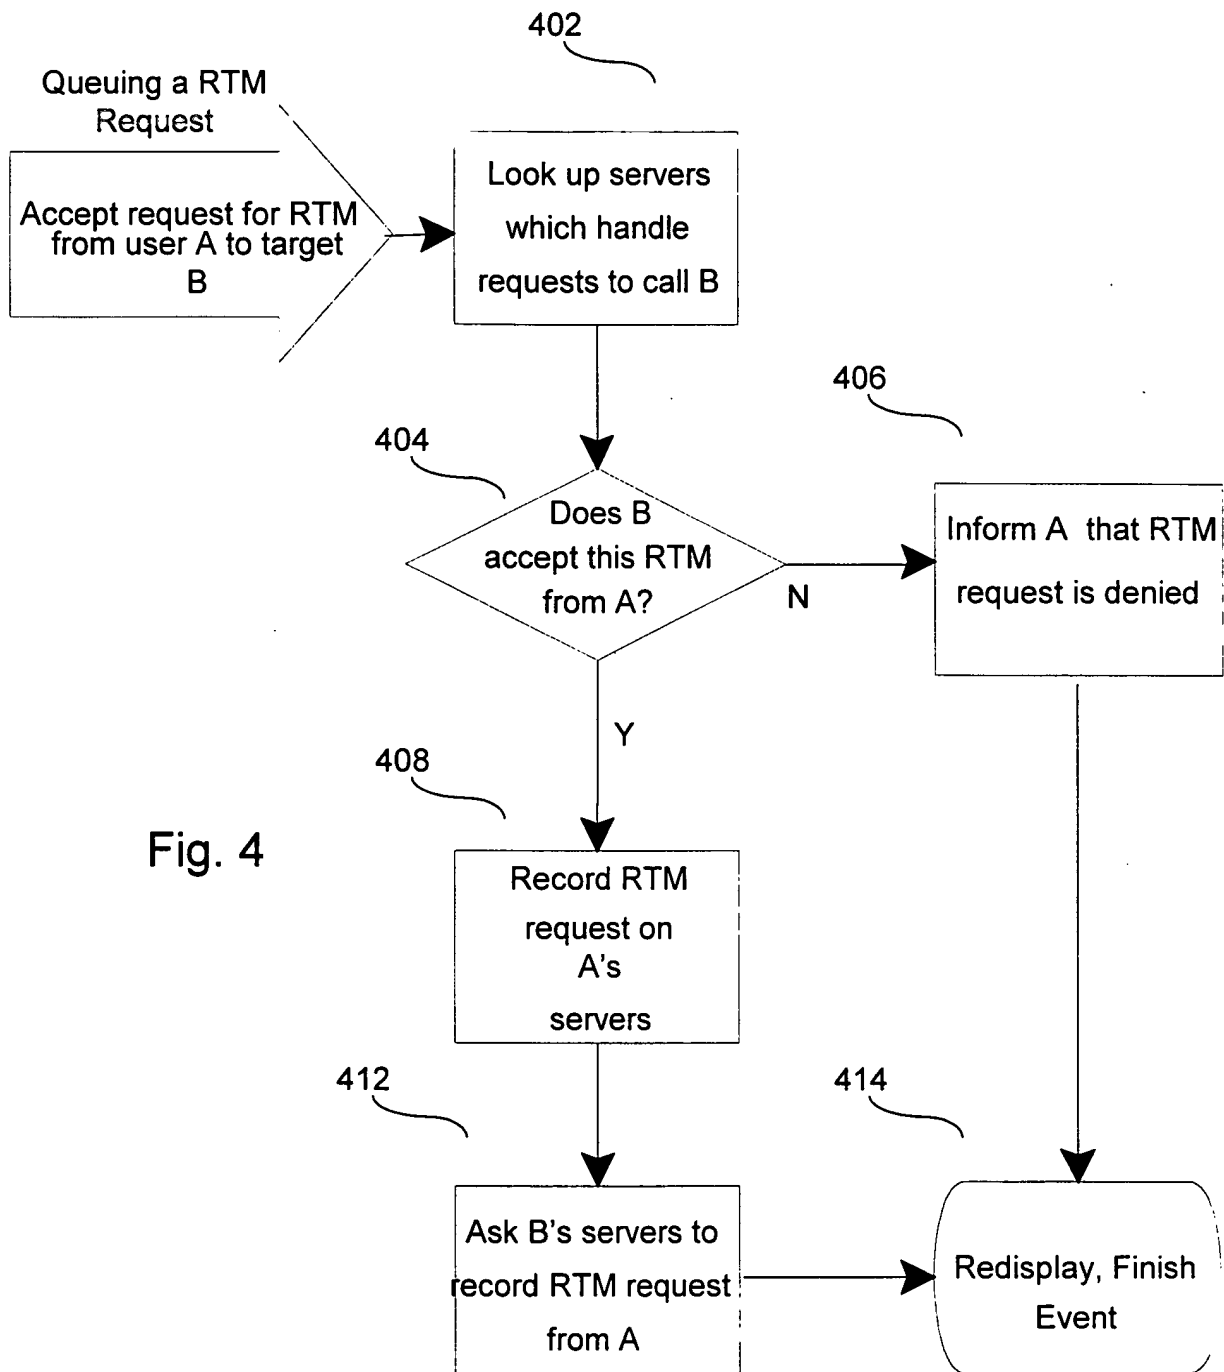 402
Queuing a RTM
Request
Accept request for RTM
from user A to target
B
Look up servers
which handle
requests to call B
406
404
Does B
accept this RTM
from A?
N
Inform A that RTM
request is denied
Y
408
Fig. 4
Record RTM
request on
A's
servers
412
414
Ask B's servers to
record RTM request
from A
Redisplay, Finish
Event